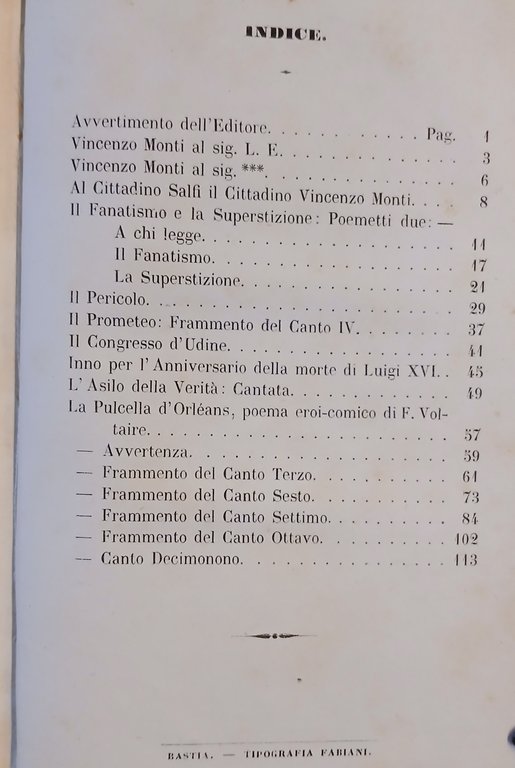 INDICE.
Avvertimento dell'Editore. . . . . . . . . . . . . Pag. 1
Vincenzo Monti al sig. L. E. . . . . . . . . . . . . . 3
Vincenzo Monti al sig. ***. . . . . . . . . . . . . . 6
Al Cittadino Salfi il Cittadino Vincenzo Monti. . . . 8
Il Fanatismo e la Superstizione: Poemetti due: —
A chi legge. . . . . . . . . . . . . . . . . . 11
Il Fanatismo. . . . . . . . . . . . . . . . . 17
La Superstizione. . . . . . . . . . . . . . . 21
Il Pericolo. . . . . . . . . . . . . . . . . . . . . 29
Il Prometeo: Frammento del Canto IV. . . . . . . . 37
Il Congresso d'Udine. . . . . . . . . . . . . . . . 41
Inno per l'Anniversario della morte di Luigi XVI. . 45
L'Asilo della Verità: Cantata. . . . . . . . . . . . 49
La Pulcella d'Orléans, poema eroi-comico di F. Vol-
taire. . . . . . . . . . . . . . . . . . . . . 57
— Avvertenza. . . . . . . . . . . . . . . . . . 59
— Frammento del Canto Terzo. . . . . . . . . . 61
— Frammento del Canto Sesto. . . . . . . . . . 73
— Frammento del Canto Settimo. . . . . . . . . 84
— Frammento del Canto Ottavo. . . . . . . . . 102
— Canto Decimonono. . . . . . . . . . . . . . 113
BASTIA. — TIPOGRAFIA FABIANI.